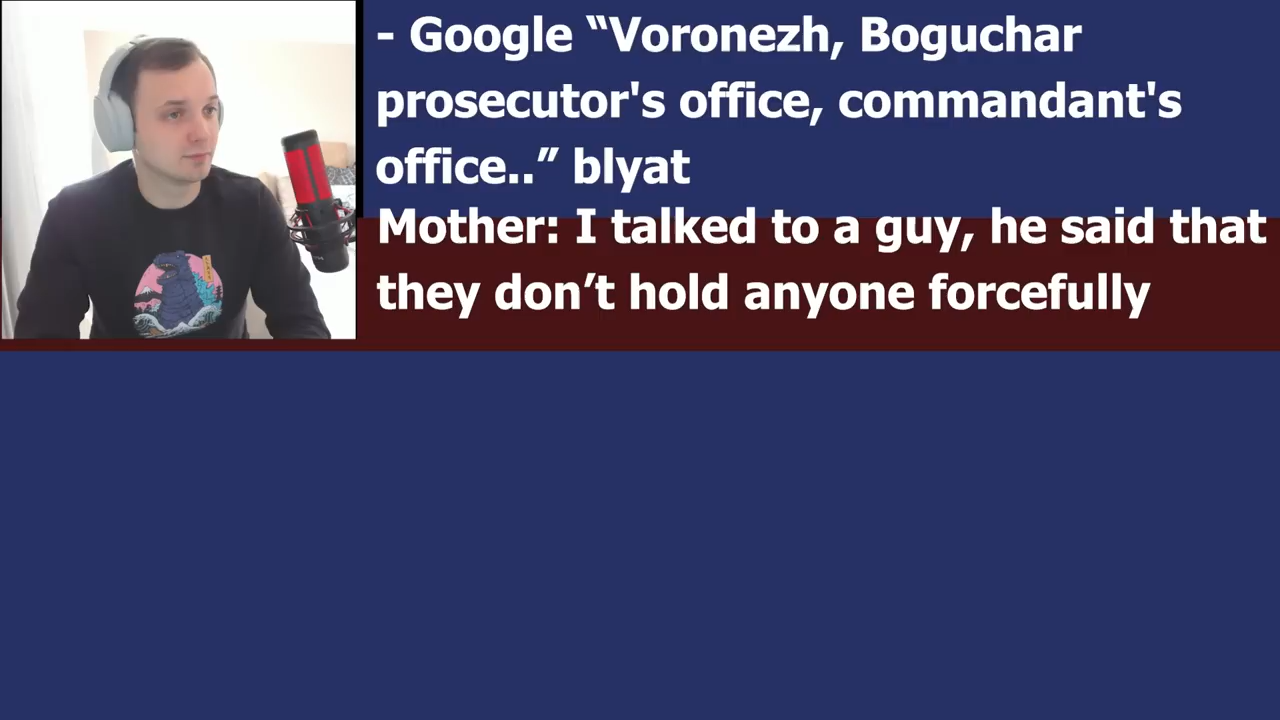 - Google “Voronezh, Boguchar
prosecutor's office, commandant's
office..” blyat
Mother: I talked to a guy, he said that
they don’t hold anyone forcefully